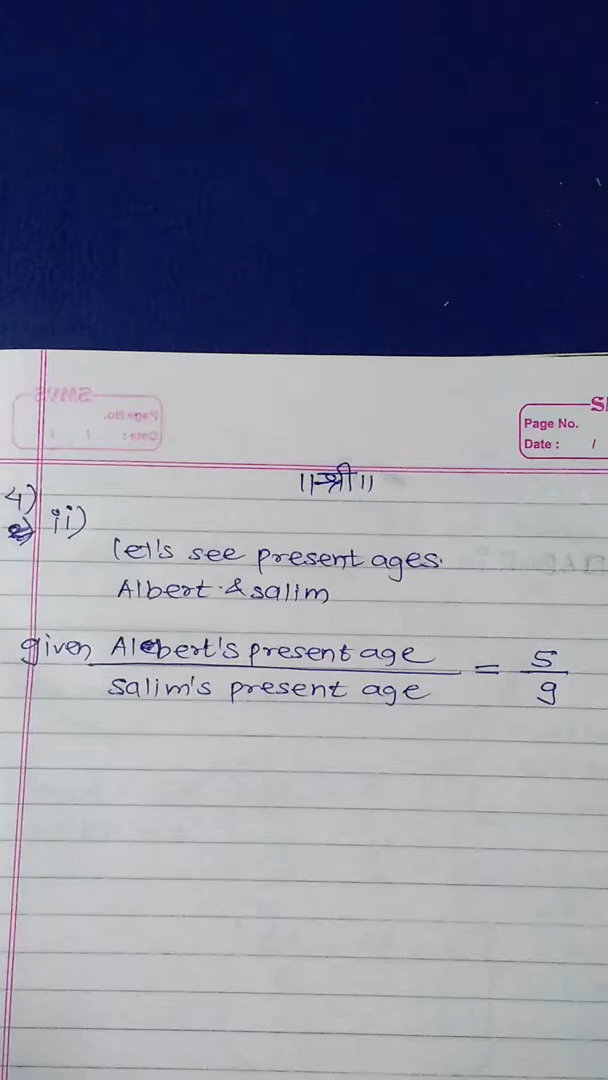 SM
Page No.
Date : /
॥श्री॥
4)
ii)
let's see present ages.
Albert & salim
given Albert's present age = 5
salim's present age 9